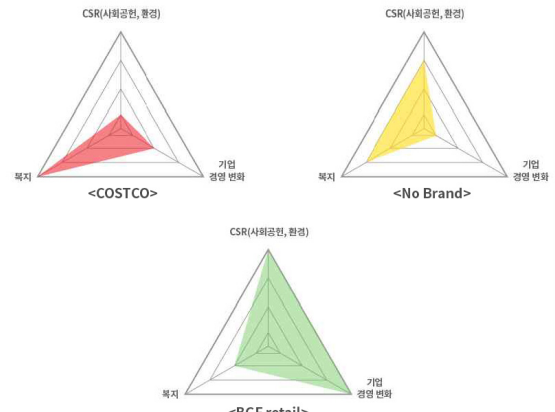 CSR(사회공헌, 환경)
복지
기업
경영 변화
<COSTCO>
CSR(사회공헌, 환경)
복지
기업
경영 변화
<No Brand>
CSR(사회공헌, 환경)
복지
기업
경영 변화
<BGF retail>